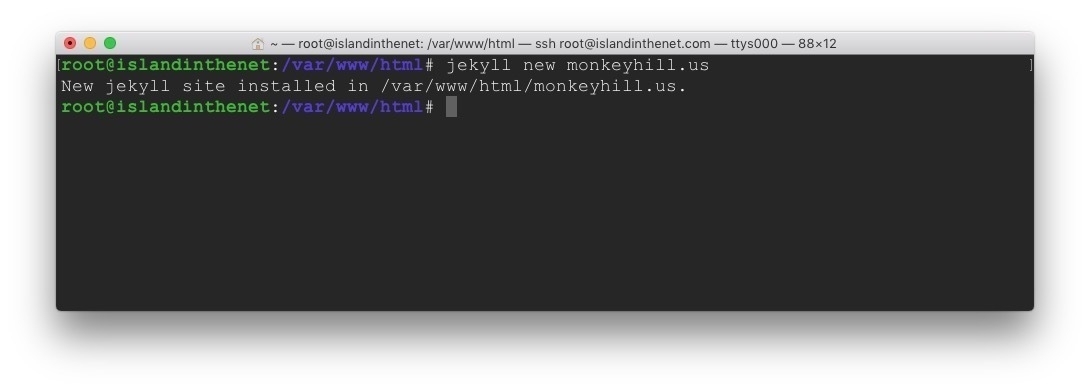 ~ — root@islandinthenet: /var/www/html — ssh root@islandinthenet.com — ttys000 — 88×12
[root@islandinthenet:/var/www/html# jekyll new monkeyhill.us ]
New jekyll site installed in /var/www/html/monkeyhill.us.
root@islandinthenet:/var/www/html#